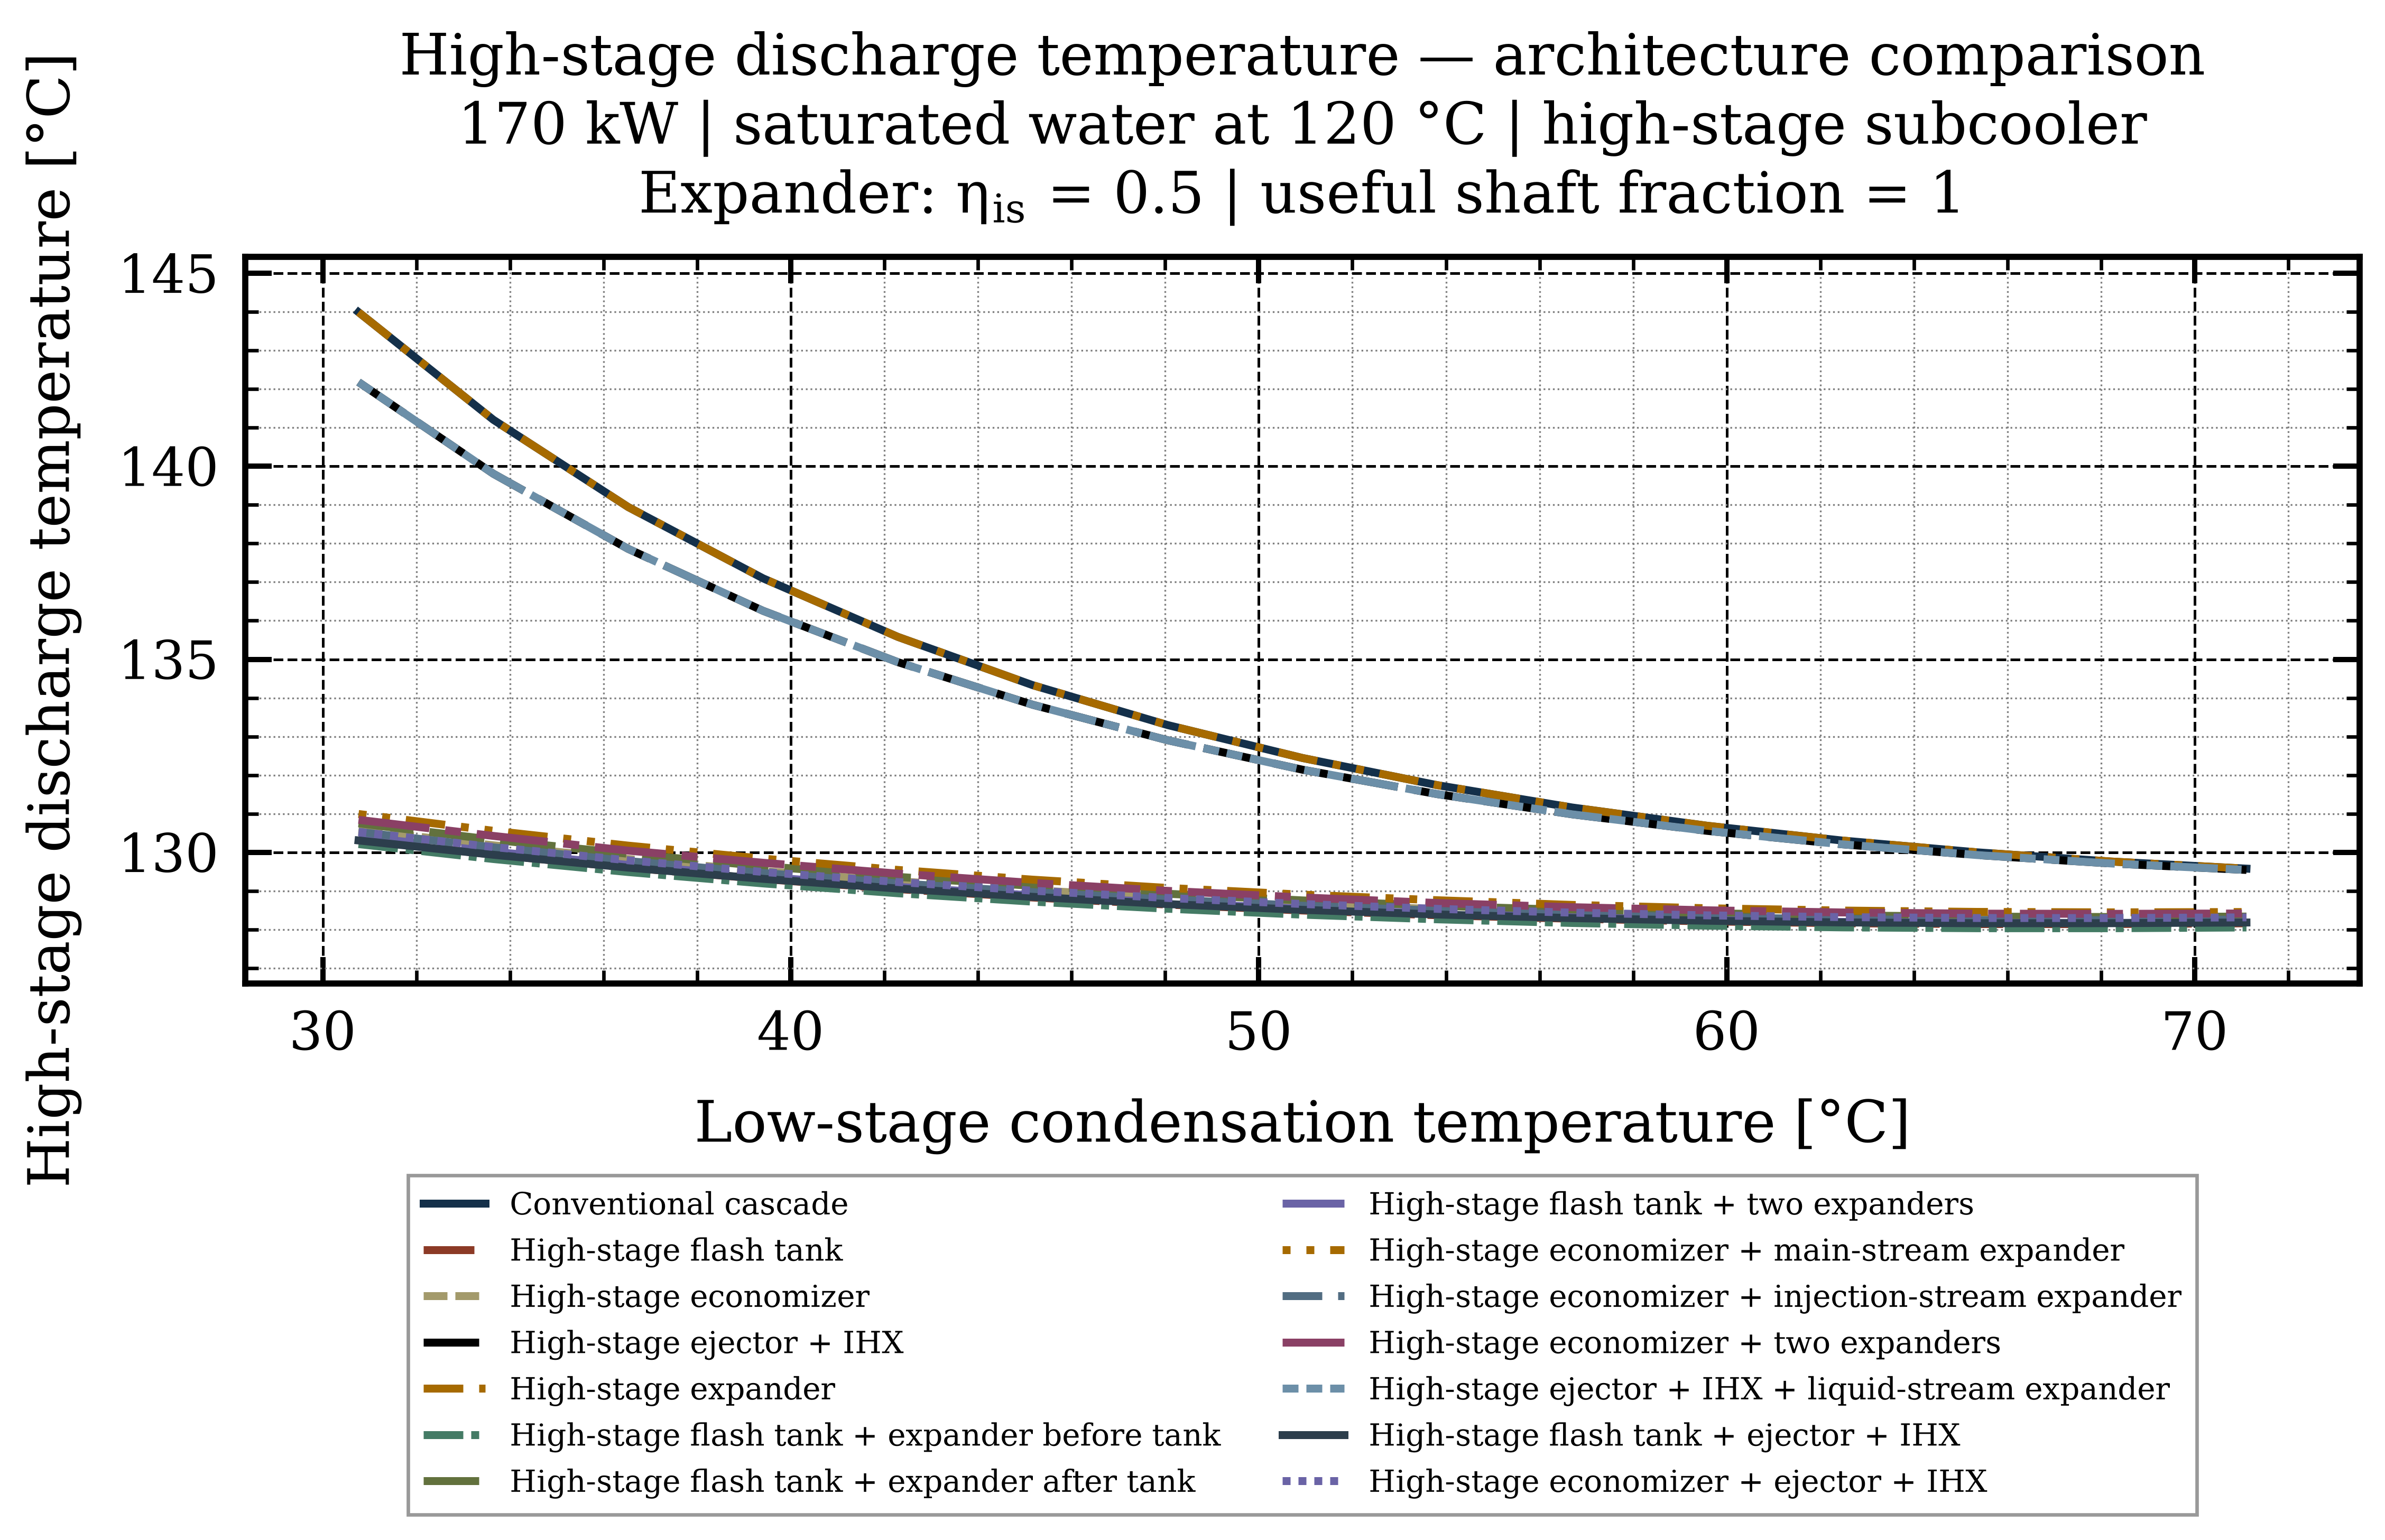 High-stage discharge temperature — architecture comparison
170 kW | saturated water at 120 °C | high-stage subcooler
Expander: ηis = 0.5 | useful shaft fraction = 1
High-stage discharge temperature [°C]
145
140
135
130
30 40 50 60 70
Low-stage condensation temperature [°C]
Conventional cascade
High-stage flash tank
High-stage economizer
High-stage ejector + IHX
High-stage expander
High-stage flash tank + expander before tank
High-stage flash tank + expander after tank
High-stage flash tank + two expanders
High-stage economizer + main-stream expander
High-stage economizer + injection-stream expander
High-stage economizer + two expanders
High-stage ejector + IHX + liquid-stream expander
High-stage flash tank + ejector + IHX
High-stage economizer + ejector + IHX